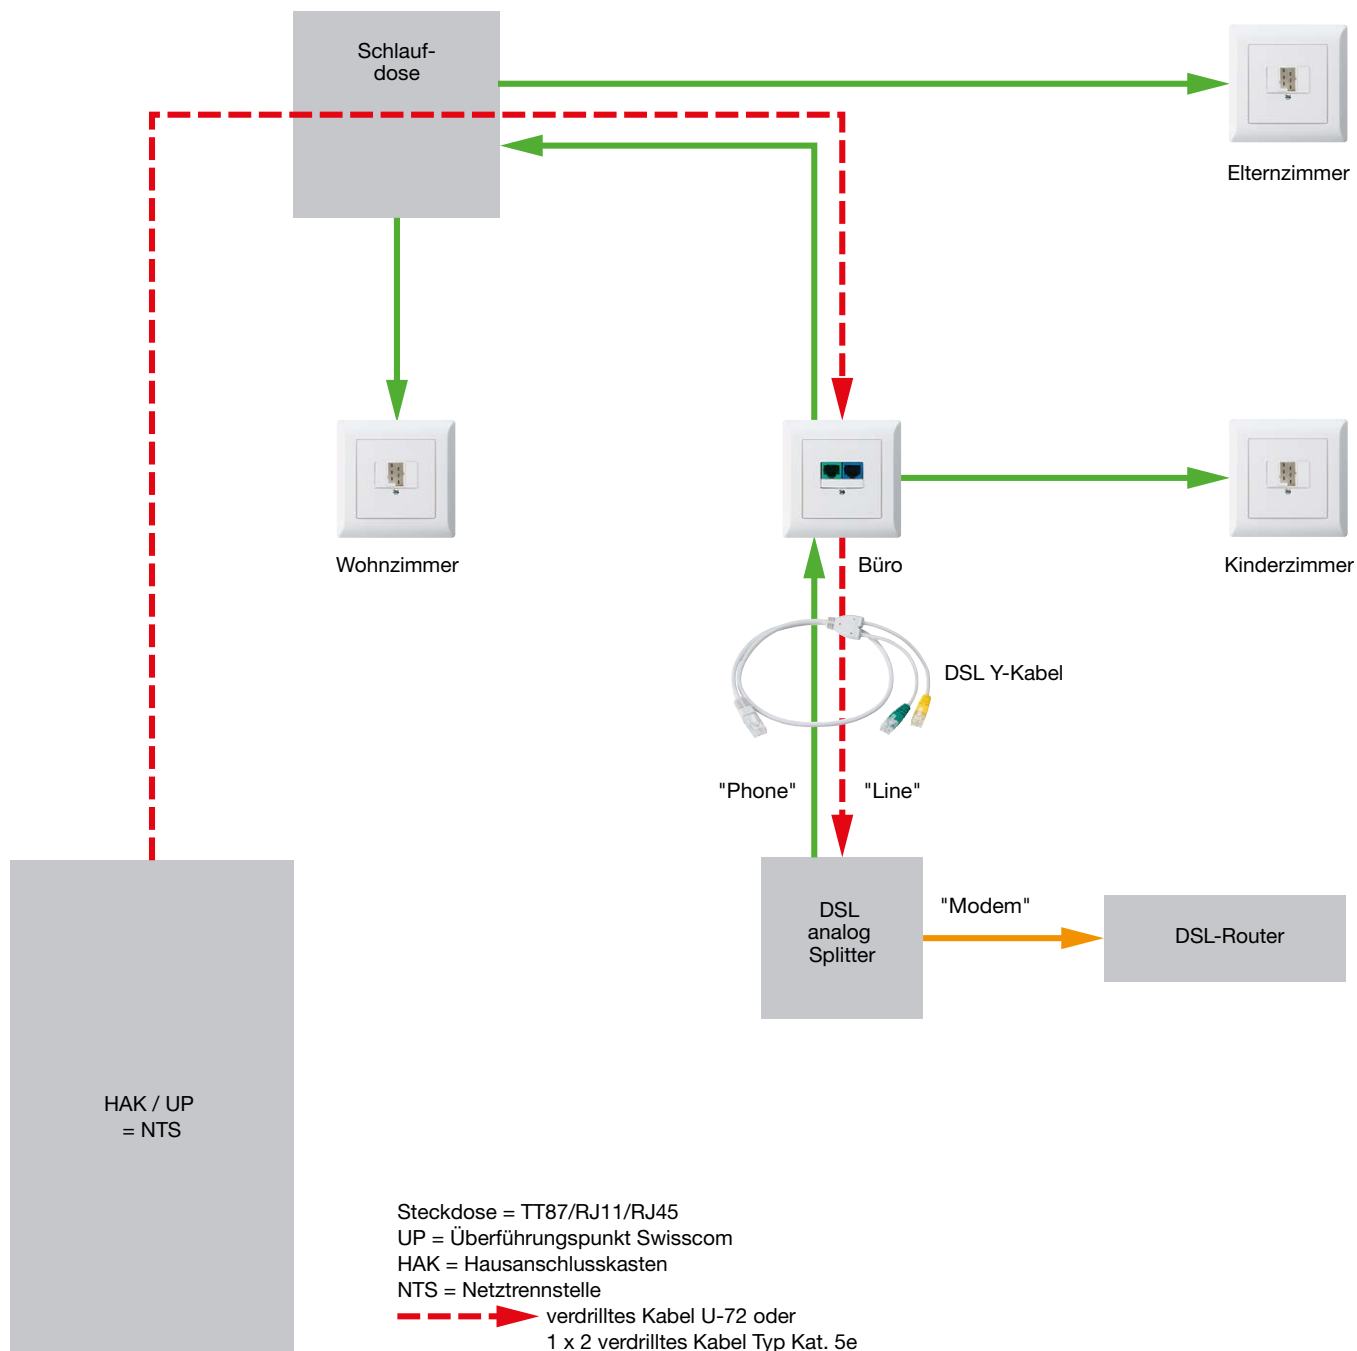 Schlauf-
dose
Elternzimmer
Wohnzimmer
Büro
Kinderzimmer
DSL Y-Kabel
"Phone"
"Line"
DSL
analog
Splitter
"Modem"
DSL-Router
HAK / UP
= NTS
Steckdose = TT87/RJ11/RJ45
UP = Überführungspunkt Swisscom
HAK = Hausanschlusskasten
NTS = Netztrennstelle
verdrilltes Kabel U-72 oder
1 x 2 verdrilltes Kabel Typ Kat. 5e